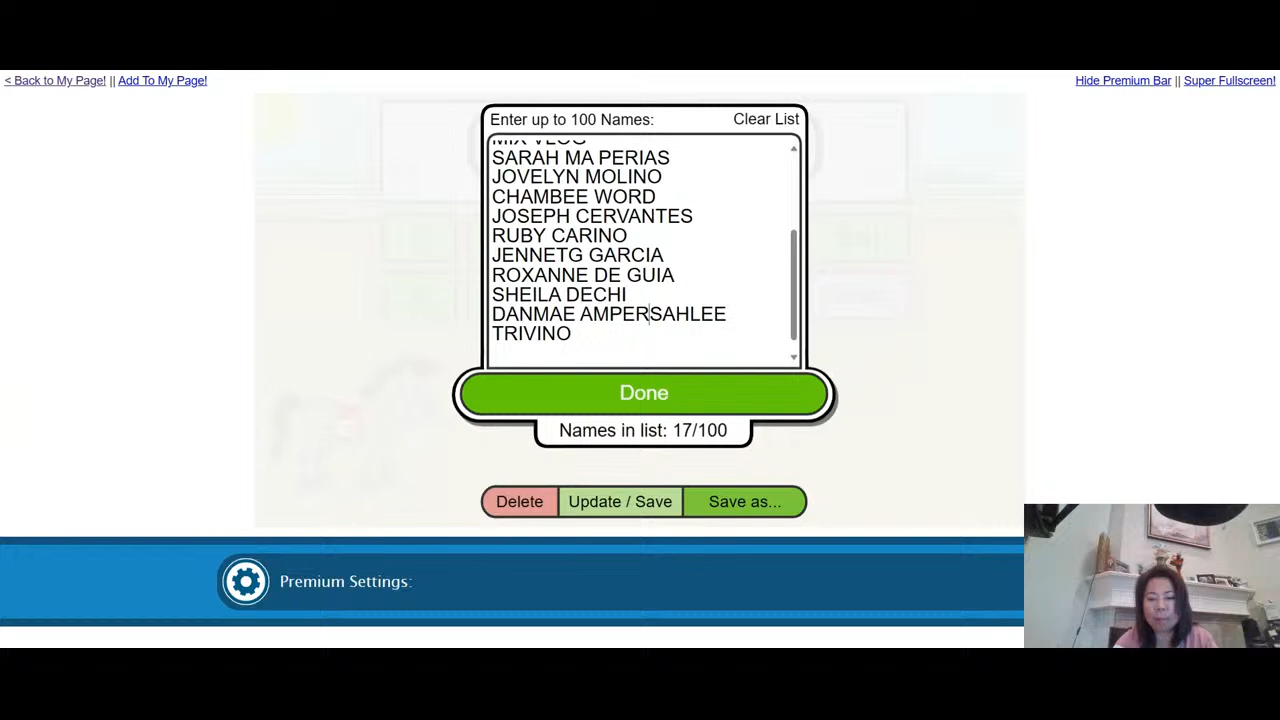 < Back to My Page! || Add To My Page!
Hide Premium Bar || Super Fullscreen!
Enter up to 100 Names:
Clear List
MIX VLOG
SARAH MA PERIAS
JOVELYN MOLINO
CHAMBEE WORD
JOSEPH CERVANTES
RUBY CARINO
JENNETG GARCIA
ROXANNE DE GUIA
SHEILA DECHI
DANMAE AMPERSAHLEE
TRIVINO
Done
Names in list: 17/100
Delete
Update / Save
Save as...
Premium Settings: